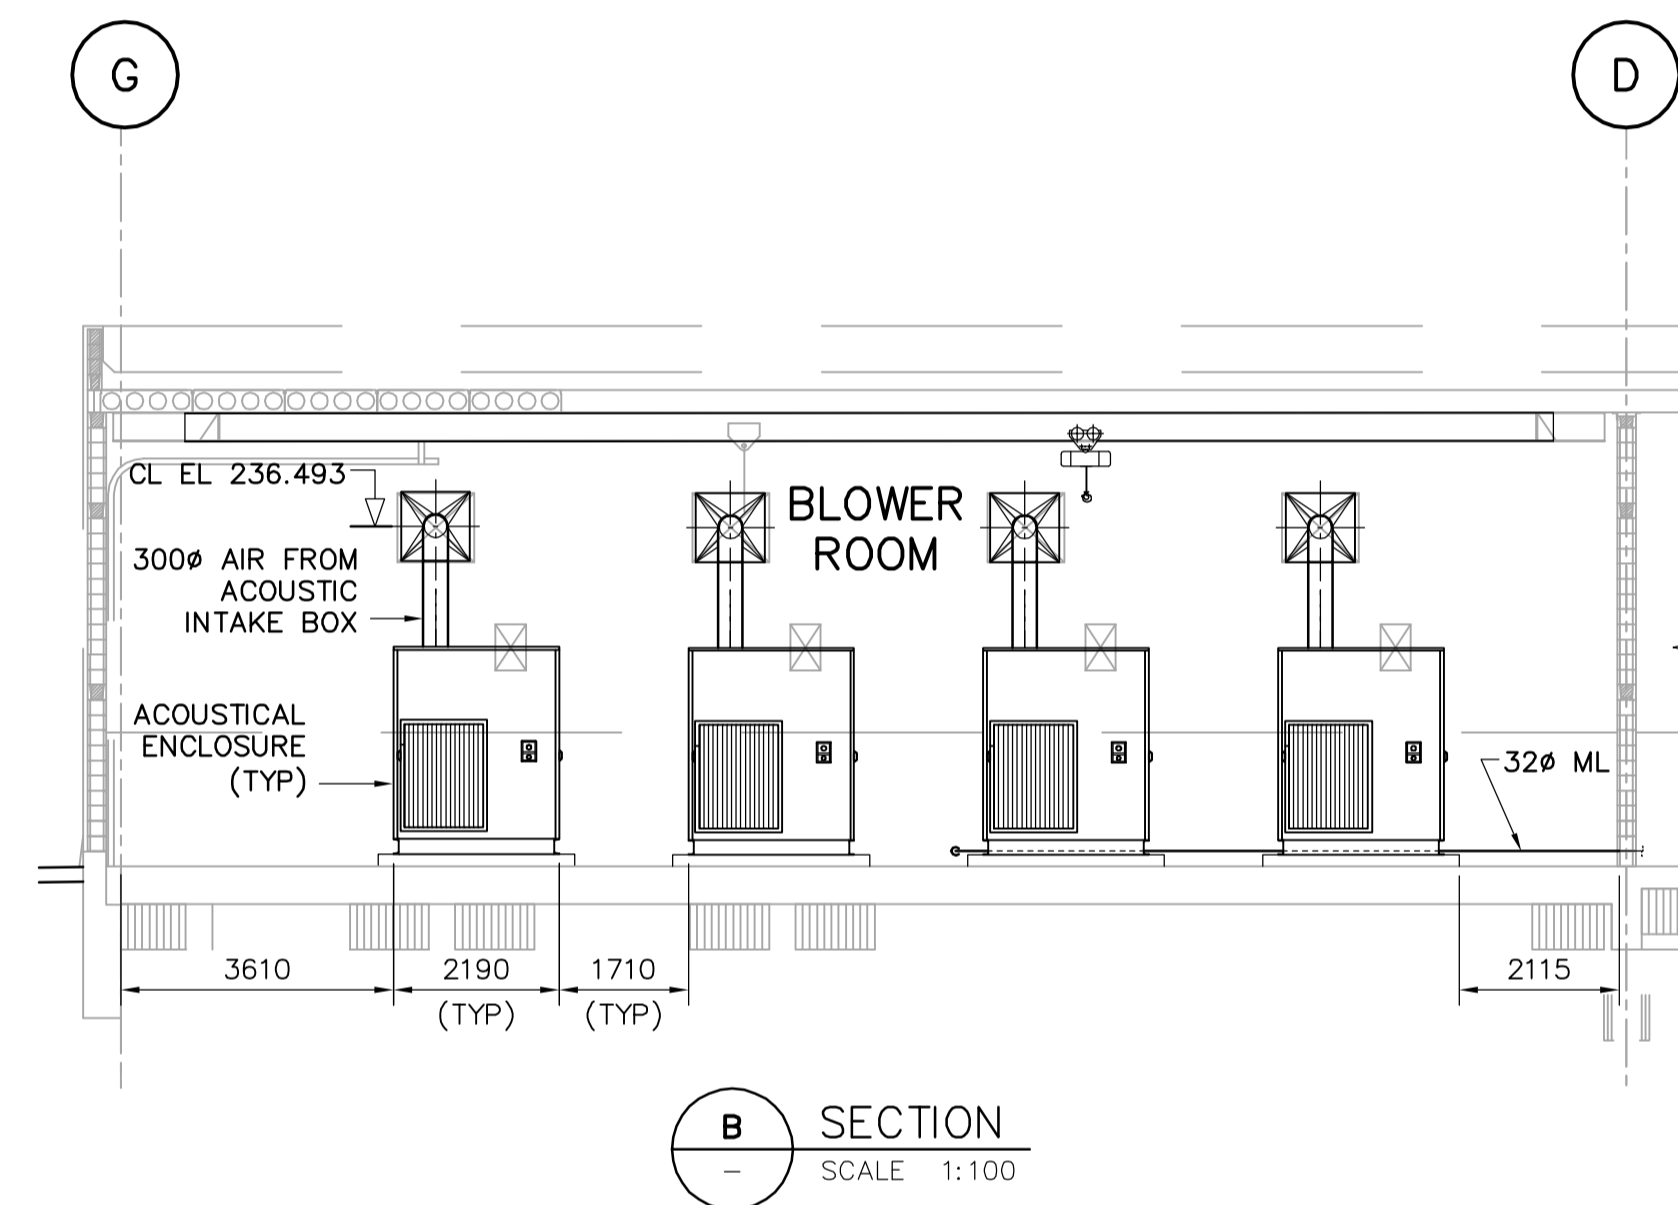 G
D
CL EL 236.493
BLOWER
ROOM
300ø AIR FROM
ACOUSTIC
INTAKE BOX
ACOUSTICAL
ENCLOSURE
(TYP)
32ø ML
3610
2190
(TYP)
1710
(TYP)
2115
B
–
SECTION
SCALE 1:100